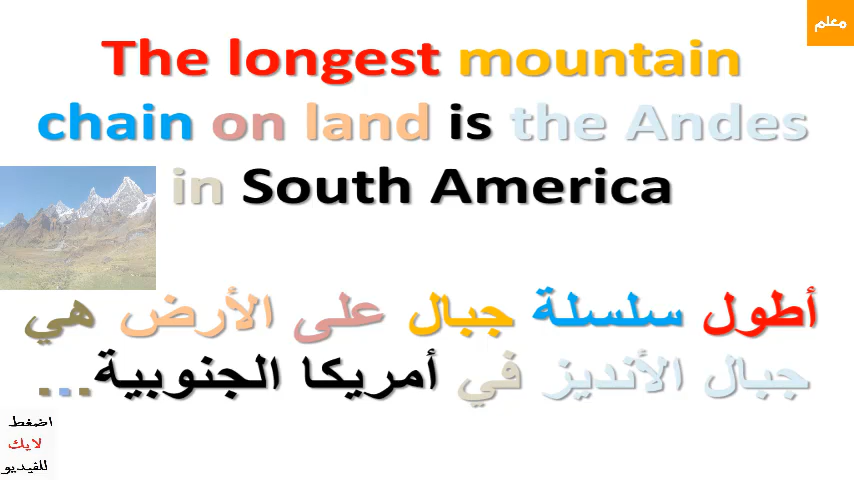 معلم
The longest mountain
chain on land is the Andes
in South America
أطول سلسلة جبال على الأرض هي
جبال الأنديز في أمريكا الجنوبية...
اضغط
لايك
للفيديو